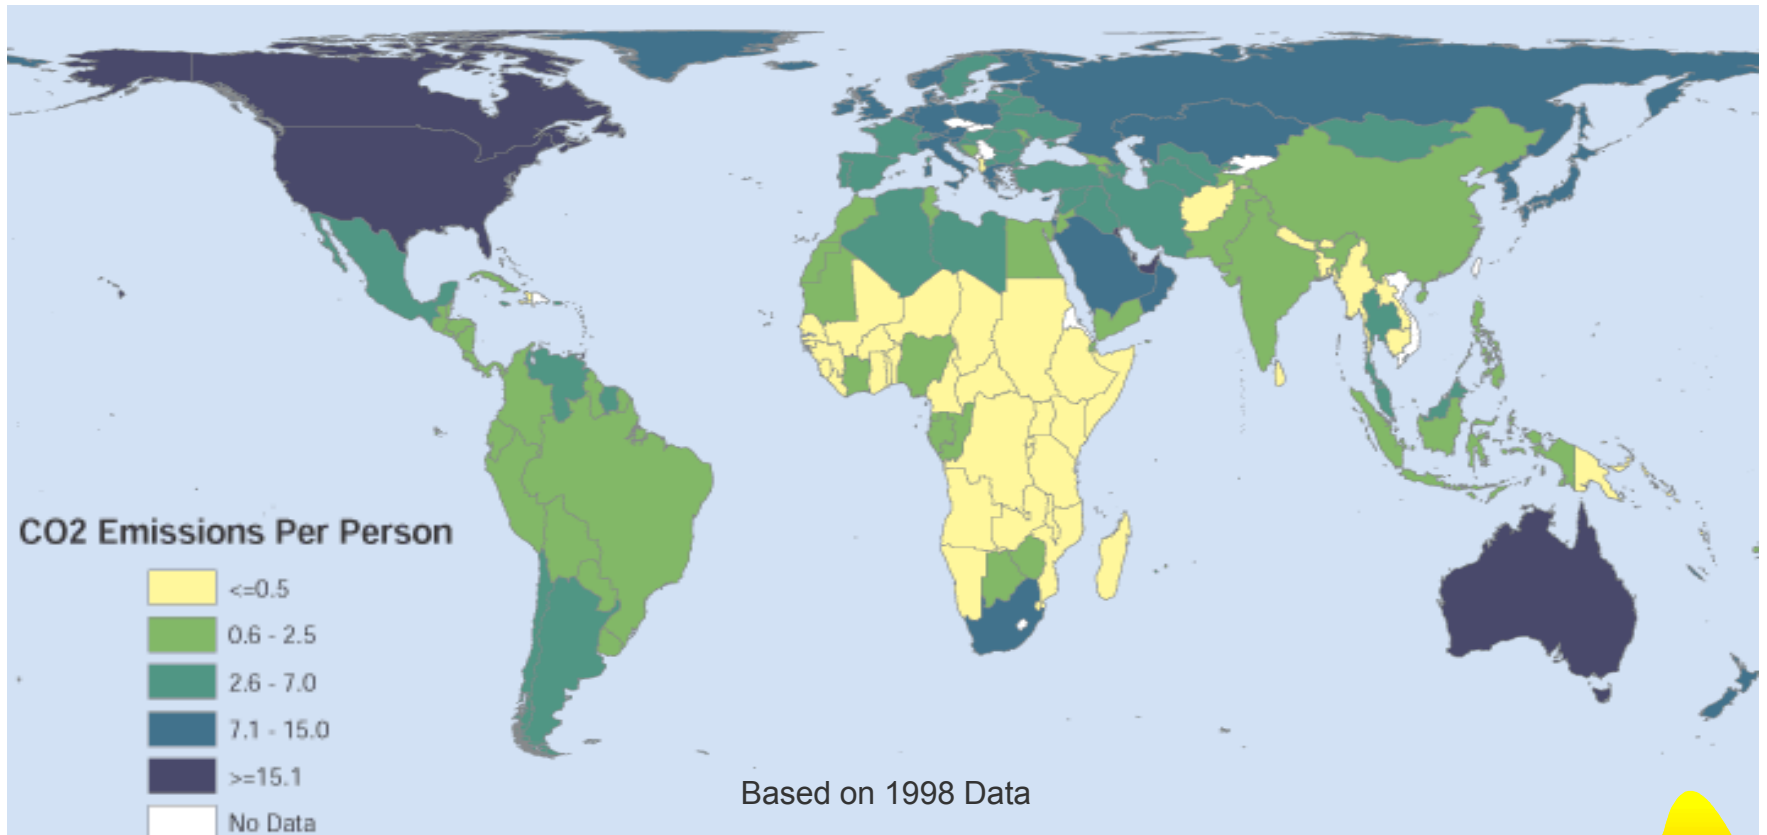 CO2 Emissions Per Person
<=0.5
0.6 - 2.5
2.6 - 7.0
7.1 - 15.0
>=15.1
No Data
Based on 1998 Data